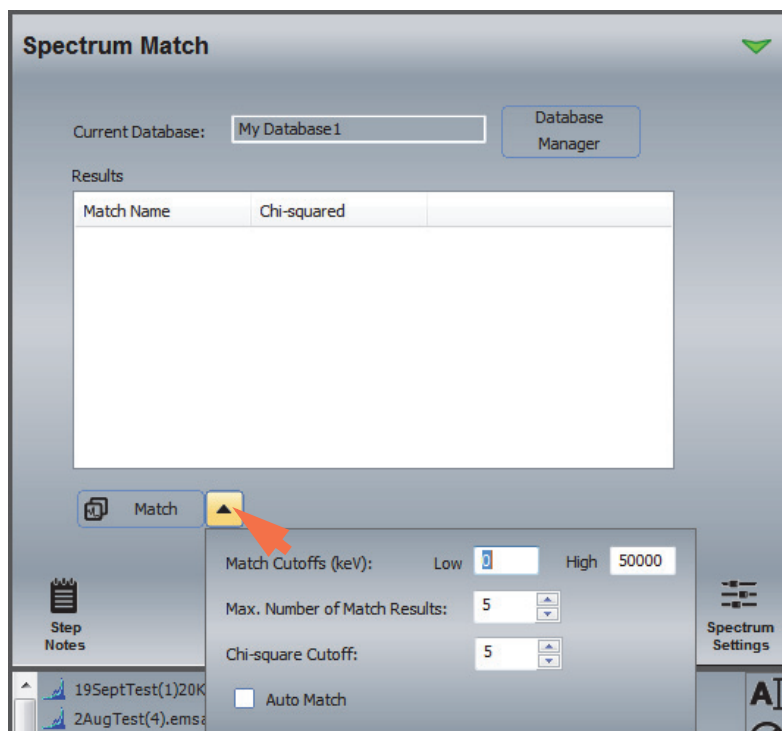 Spectrum Match
Current Database: My Database1
Database
Manager
Results
Match Name Chi-squared
Match
Match Cutoffs (keV): Low 0 High 50000
Max. Number of Match Results: 5
Chi-square Cutoff: 5
Auto Match
Step
Notes
Spectrum
Settings
19SeptTest(1)20K
2AugTest(4).emsa
A